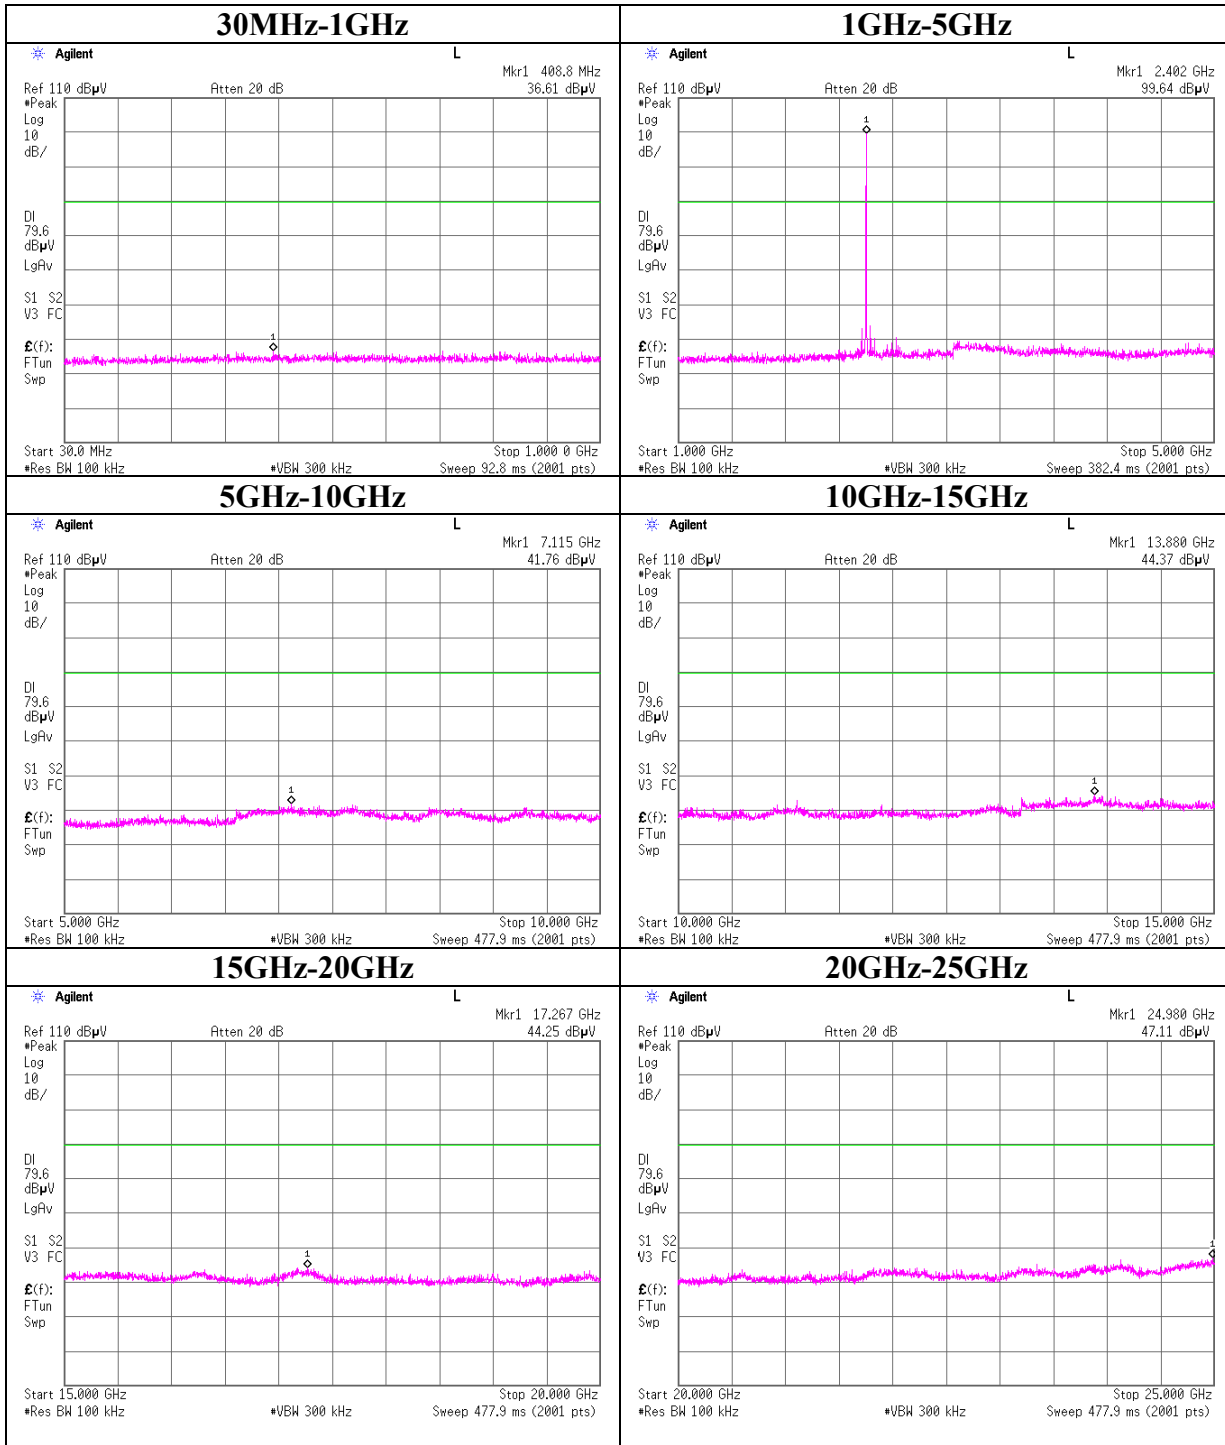 30MHz-1GHz
Agilent L
Mkr1 408.8 MHz
Ref 110 dBµV Atten 20 dB 36.61 dBµV
#Peak
Log
10
dB/
1
DI
79.6
dBµV
LgAv
S1 S2
V3 FC
£(f):
FTun
Swp
Start 30.0 MHz Stop 1.000 0 GHz
#Res BW 100 kHz #VBW 300 kHz Sweep 92.8 ms (2001 pts)
1GHz-5GHz
Agilent L
Mkr1 2.402 GHz
Ref 110 dBµV Atten 20 dB 99.64 dBµV
#Peak
Log
10
dB/
1
DI
79.6
dBµV
LgAv
S1 S2
V3 FC
£(f):
FTun
Swp
Start 1.000 GHz Stop 5.000 GHz
#Res BW 100 kHz #VBW 300 kHz Sweep 382.4 ms (2001 pts)
5GHz-10GHz
Agilent L
Mkr1 7.115 GHz
Ref 110 dBµV Atten 20 dB 41.76 dBµV
#Peak
Log
10
dB/
1
DI
79.6
dBµV
LgAv
S1 S2
V3 FC
£(f):
FTun
Swp
Start 5.000 GHz Stop 10.000 GHz
#Res BW 100 kHz #VBW 300 kHz Sweep 477.9 ms (2001 pts)
10GHz-15GHz
Agilent L
Mkr1 13.880 GHz
Ref 110 dBµV Atten 20 dB 44.37 dBµV
#Peak
Log
10
dB/
1
DI
79.6
dBµV
LgAv
S1 S2
V3 FC
£(f):
FTun
Swp
Start 10.000 GHz Stop 15.000 GHz
#Res BW 100 kHz #VBW 300 kHz Sweep 477.9 ms (2001 pts)
15GHz-20GHz
Agilent L
Mkr1 17.267 GHz
Ref 110 dBµV Atten 20 dB 44.25 dBµV
#Peak
Log
10
dB/
1
DI
79.6
dBµV
LgAv
S1 S2
V3 FC
£(f):
FTun
Swp
Start 15.000 GHz Stop 20.000 GHz
#Res BW 100 kHz #VBW 300 kHz Sweep 477.9 ms (2001 pts)
20GHz-25GHz
Agilent L
Mkr1 24.980 GHz
Ref 110 dBµV Atten 20 dB 47.11 dBµV
#Peak
Log
10
dB/
1
DI
79.6
dBµV
LgAv
S1 S2
V3 FC
£(f):
FTun
Swp
Start 20.000 GHz Stop 25.000 GHz
#Res BW 100 kHz #VBW 300 kHz Sweep 477.9 ms (2001 pts)